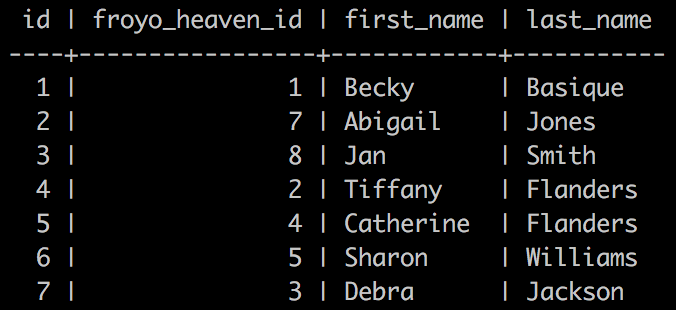 id | froyo_heaven_id | first_name | last_name
----+-----------------+------------+-----------
  1 |               1 | Becky      | Basique
  2 |               7 | Abigail    | Jones
  3 |               8 | Jan        | Smith
  4 |               2 | Tiffany    | Flanders
  5 |               4 | Catherine  | Flanders
  6 |               5 | Sharon     | Williams
  7 |               3 | Debra      | Jackson